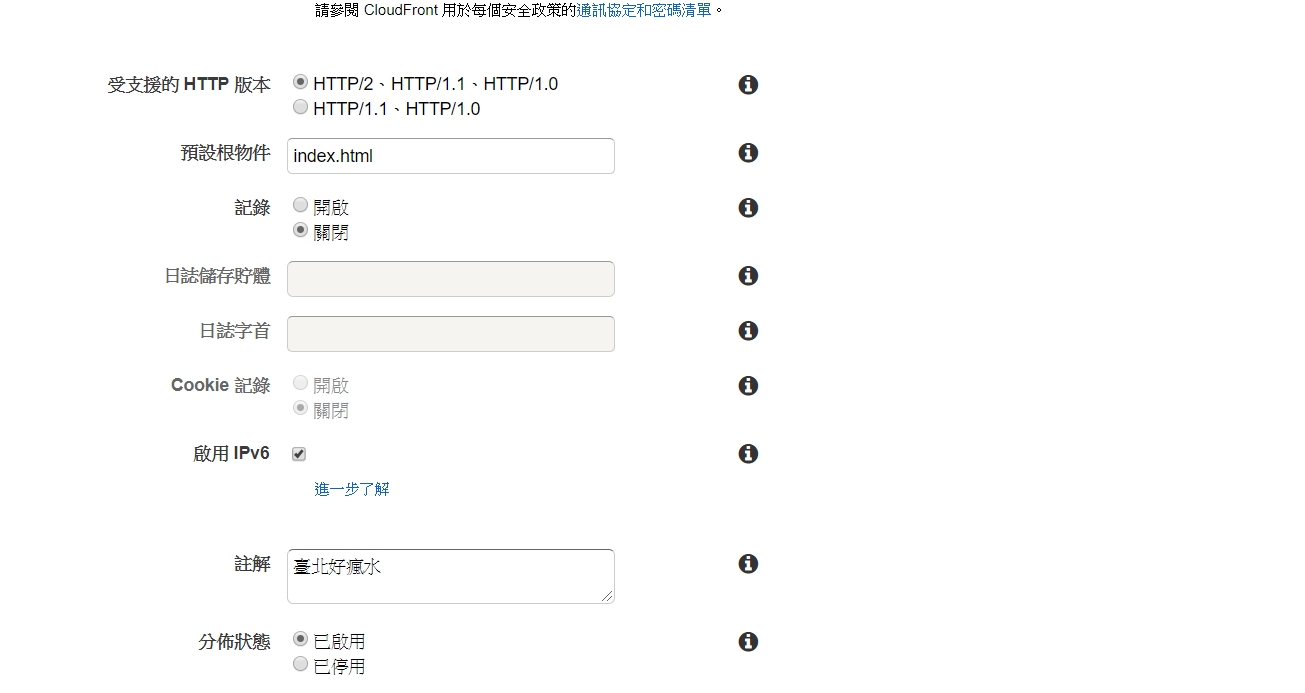 請參閱 CloudFront 用於每個安全政策的通訊協定和密碼清單。
受支援的 HTTP 版本 HTTP/2、HTTP/1.1、HTTP/1.0
HTTP/1.1、HTTP/1.0
預設根物件 index.html
記錄 開啟
關閉
日誌儲存貯體
日誌字首
Cookie 記錄 開啟
關閉
啟用 IPv6
進一步了解
註解 臺北好瘋水
分佈狀態 已啟用
已停用